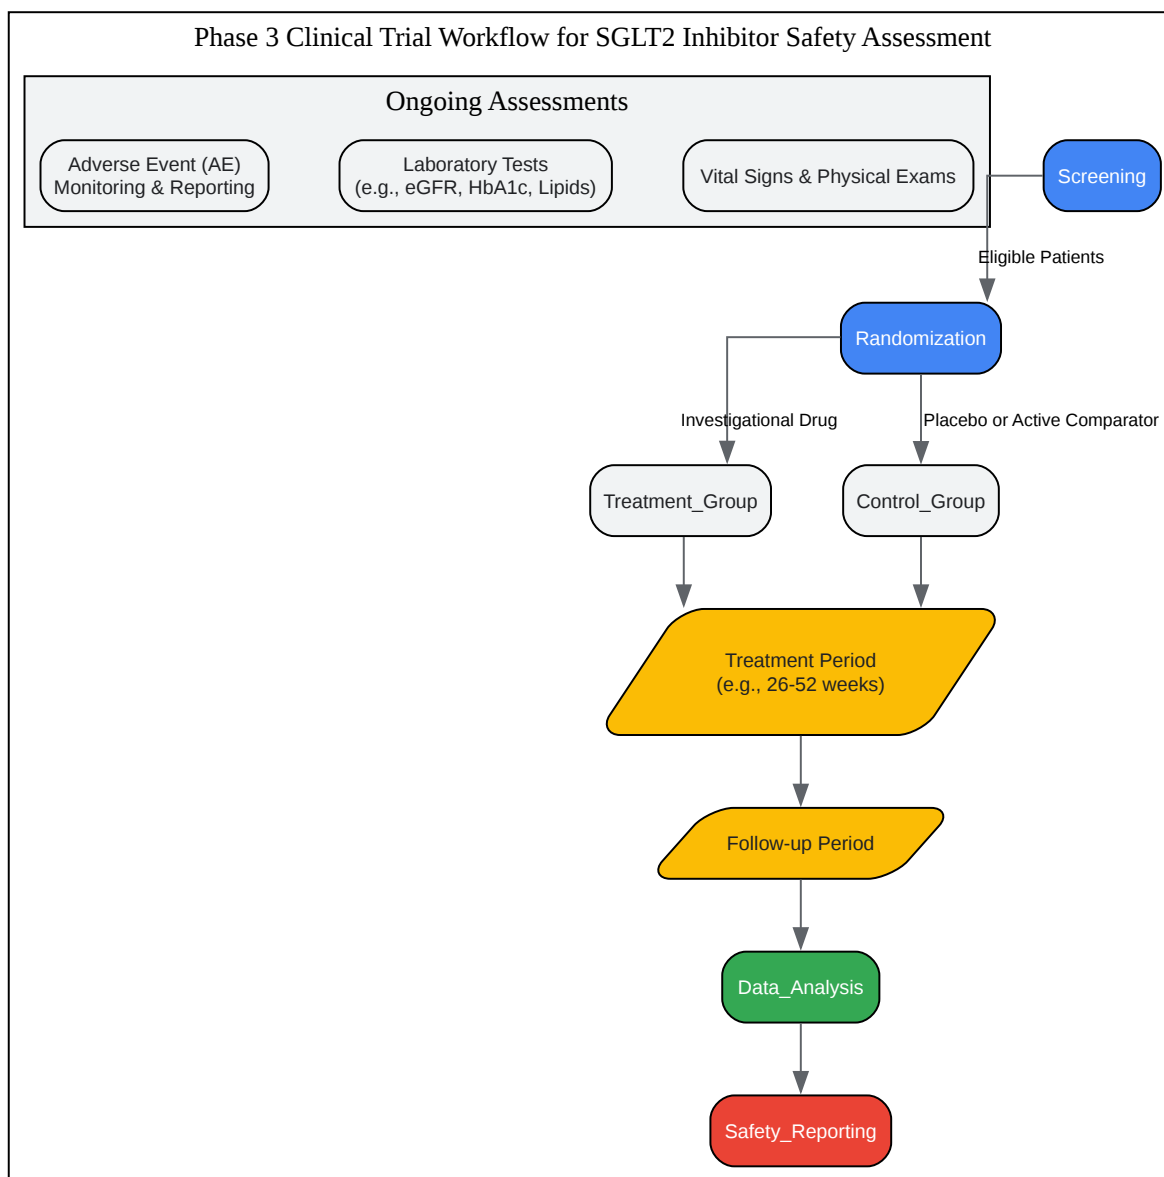 Phase 3 Clinical Trial Workflow for SGLT2 Inhibitor Safety Assessment
Ongoing Assessments
Adverse Event (AE)
Monitoring & Reporting
Laboratory Tests
(e.g., eGFR, HbA1c, Lipids)
Vital Signs & Physical Exams
Screening
Eligible Patients
Randomization
Investigational Drug
Placebo or Active Comparator
Treatment_Group
Control_Group
Treatment Period
(e.g., 26-52 weeks)
Follow-up Period
Data_Analysis
Safety_Reporting